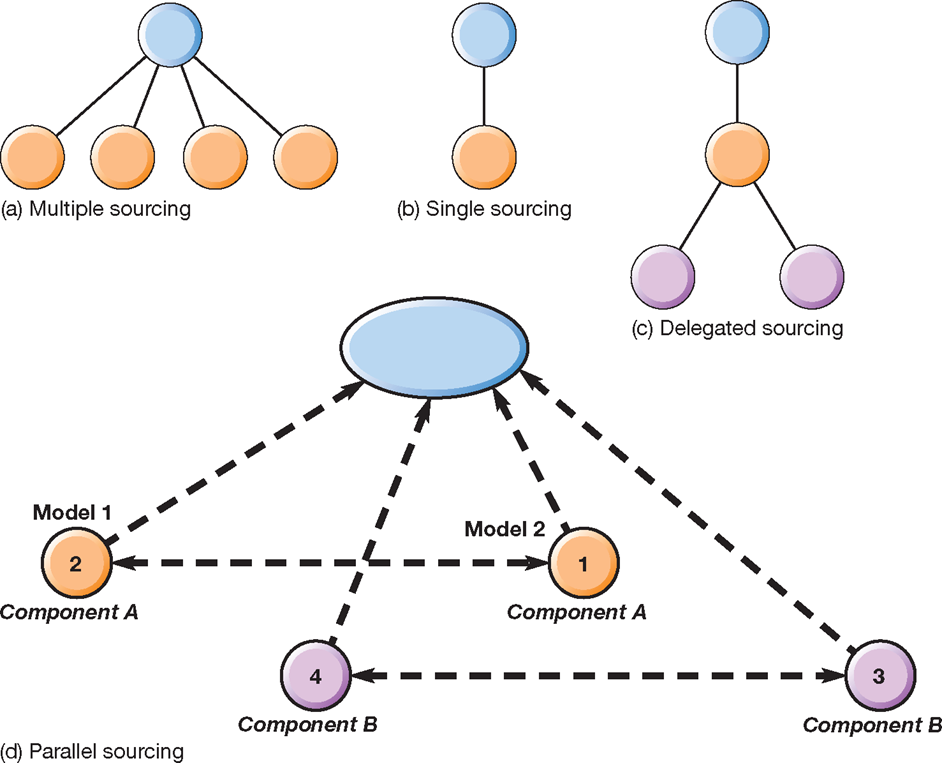 (a) Multiple sourcing
(b) Single sourcing
(c) Delegated sourcing
Model 1
Model 2
2
1
Component A
Component A
4
3
Component B
Component B
(d) Parallel sourcing